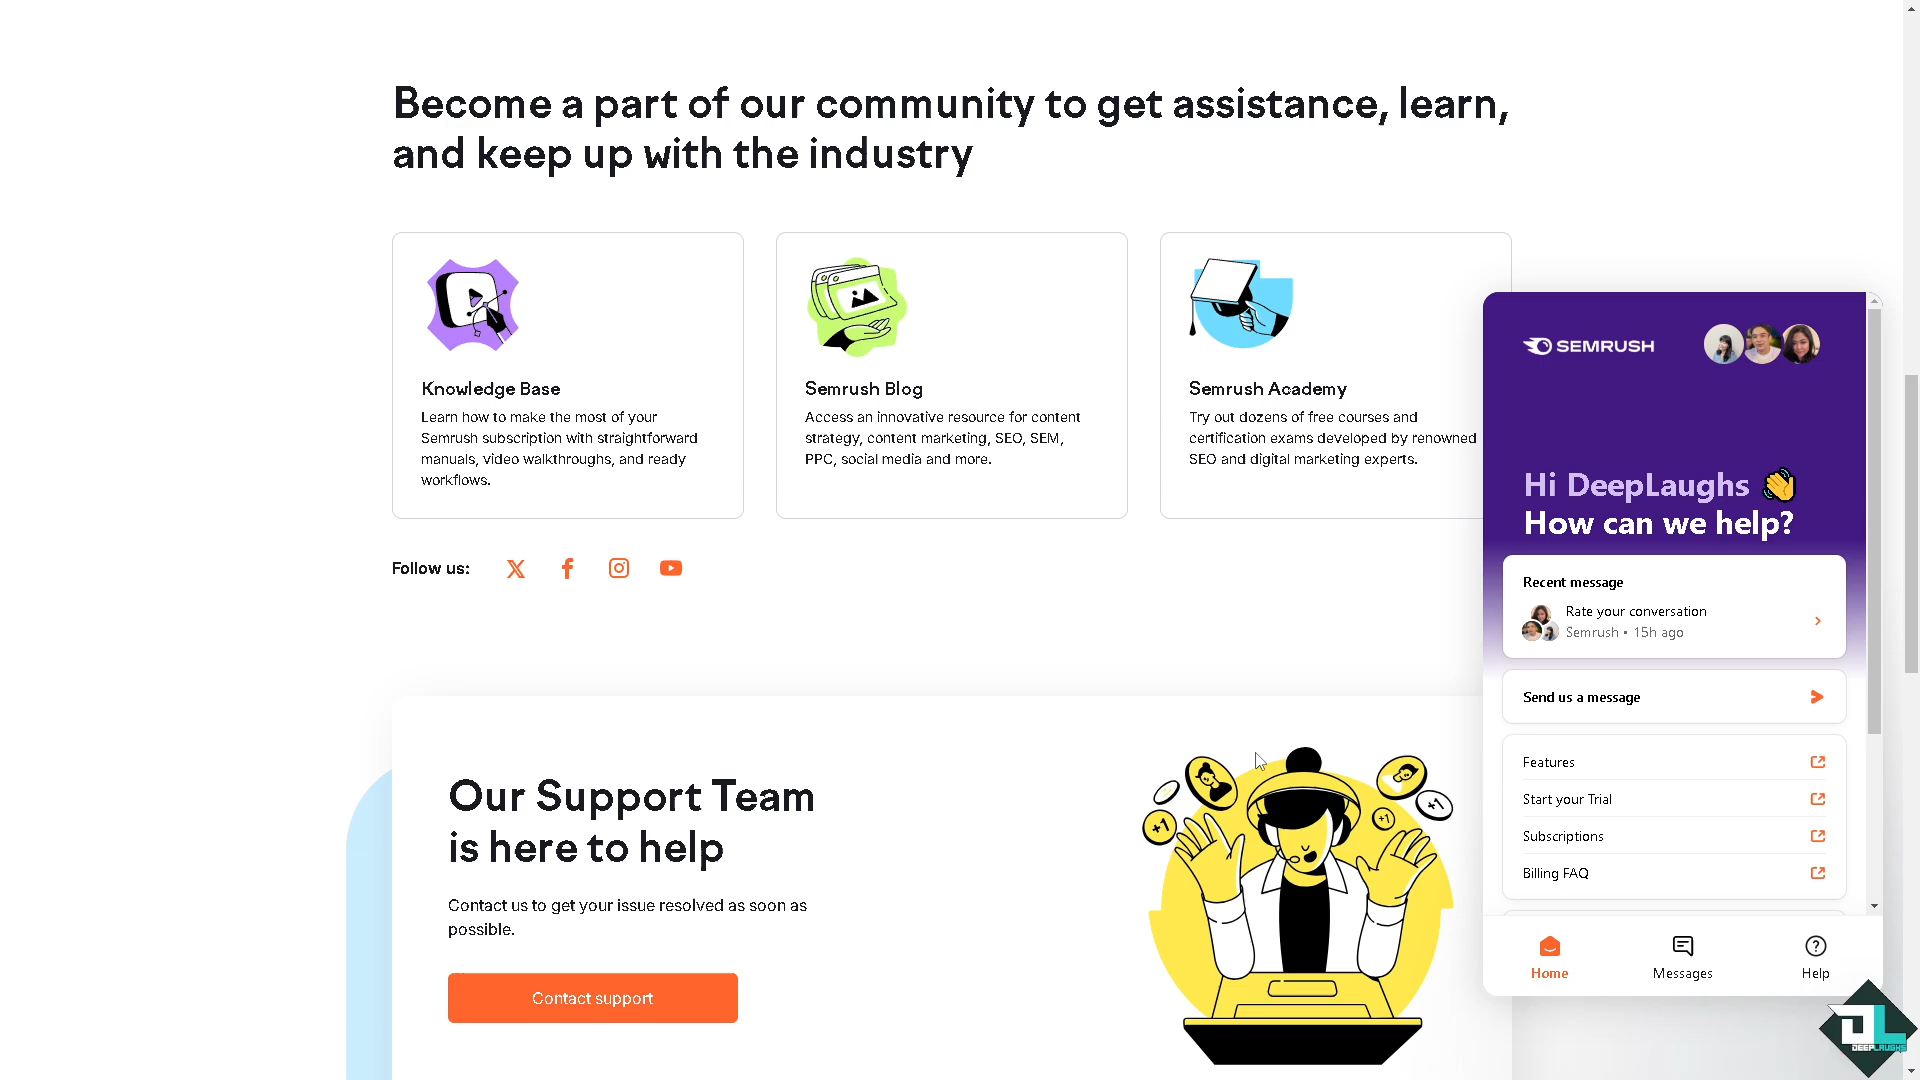 Become a part of our community to get assistance, learn,
and keep up with the industry
Knowledge Base
Learn how to make the most of your
Semrush subscription with straightforward
manuals, video walkthroughs, and ready
workflows.
Semrush Blog
Access an innovative resource for content
strategy, content marketing, SEO, SEM,
PPC, social media and more.
Semrush Academy
Try out dozens of free courses and
certification exams developed by renowned
SEO and digital marketing experts.
Follow us:
Our Support Team
is here to help
Contact us to get your issue resolved as soon as
possible.
Contact support
+1
+1
+1
SEMRUSH
Hi DeepLaughs 👋
How can we help?
Recent message
Rate your conversation
Semrush • 15h ago
Send us a message
Features
Start your Trial
Subscriptions
Billing FAQ
Home
Messages
Help
DL
DEEPLAUGHS